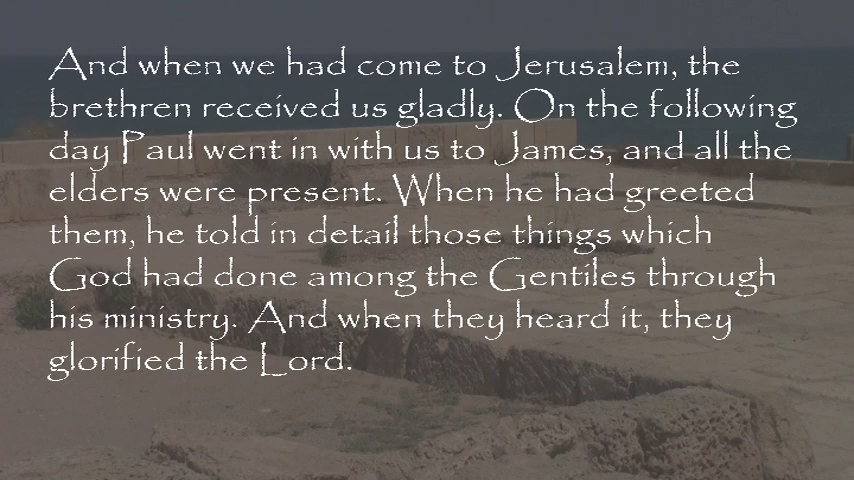 And when we had come to Jerusalem, the
brethren received us gladly. On the following
day Paul went in with us to James, and all the
elders were present. When he had greeted
them, he told in detail those things which
God had done among the Gentiles through
his ministry. And when they heard it, they
glorified the Lord.